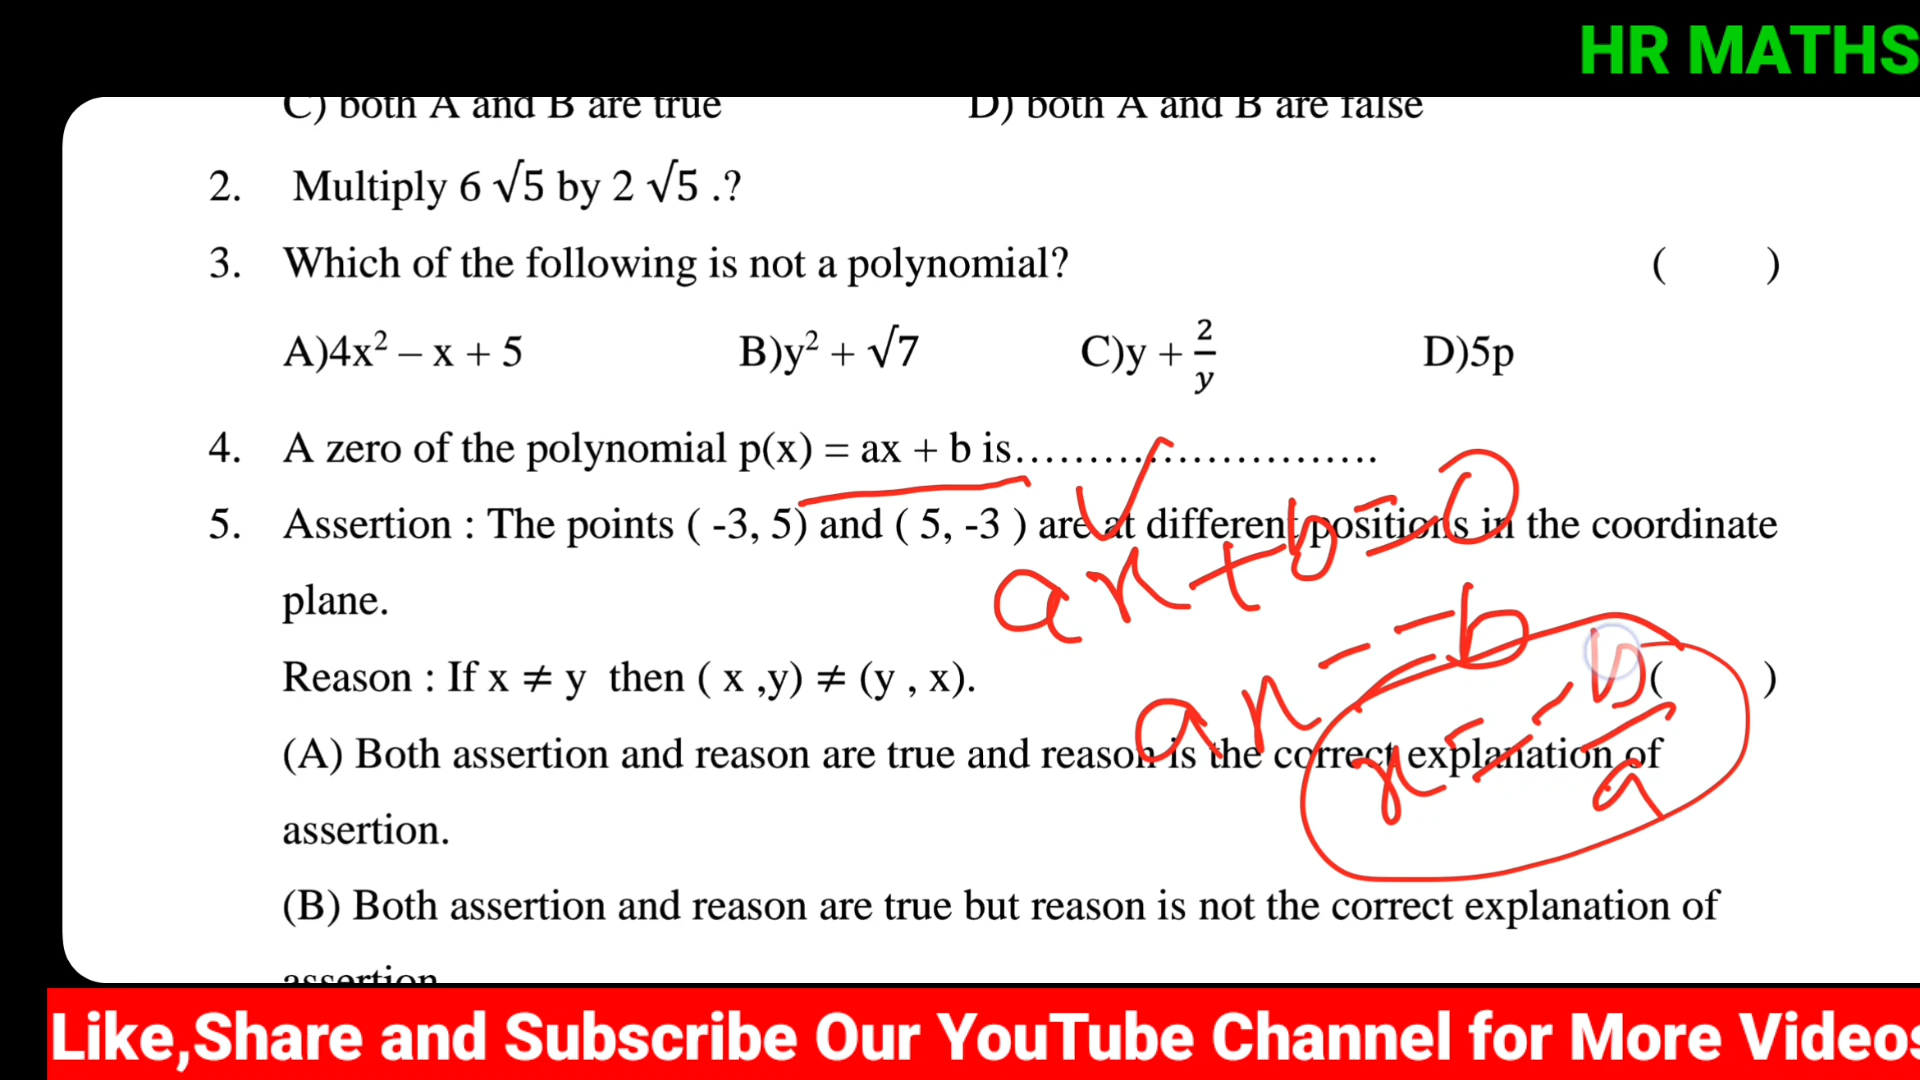 HR MATHS
C) both A and B are true D) both A and B are false
2. Multiply 6 √5 by 2 √5 .?
3. Which of the following is not a polynomial? ( )
A)4x² – x + 5 B)y² + √7 C)y + 2/y D)5p
4. A zero of the polynomial p(x) = ax + b is.........................
5. Assertion : The points ( -3, 5) and ( 5, -3 ) are at different positions in the coordinate
ax+b=0
plane.
ax=-b
Reason : If x ≠ y then ( x ,y) ≠ (y , x). ( )
x=-b/a
(A) Both assertion and reason are true and reason is the correct explanation of
assertion.
(B) Both assertion and reason are true but reason is not the correct explanation of
assertion
Like,Share and Subscribe Our YouTube Channel for More Videos